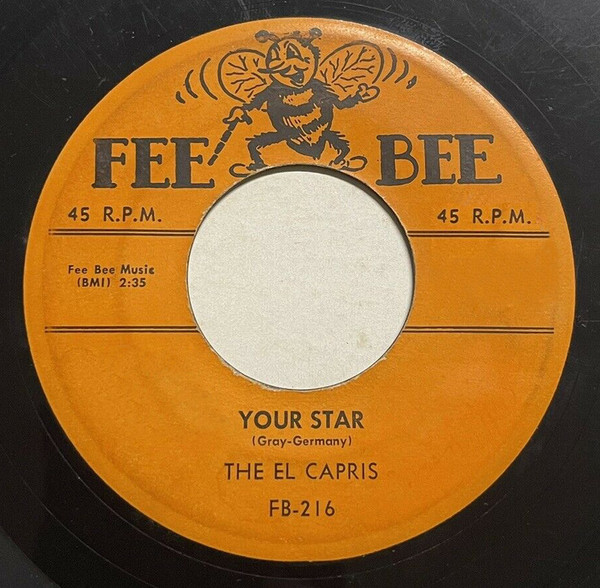 FEE BEE
45 R.P.M. 45 R.P.M.
Fee Bee Music
(BMI) 2:35
YOUR STAR
(Gray-Germany)
THE EL CAPRIS
FB-216